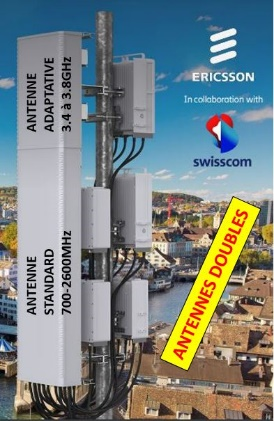 ANTENNE
ADAPTATIVE
3.4 à 3.8GHz
ERICSSON
In collaboration with
swisscom
ANTENNE
STANDARD
700-2600MHz
ANTENNES DOUBLES